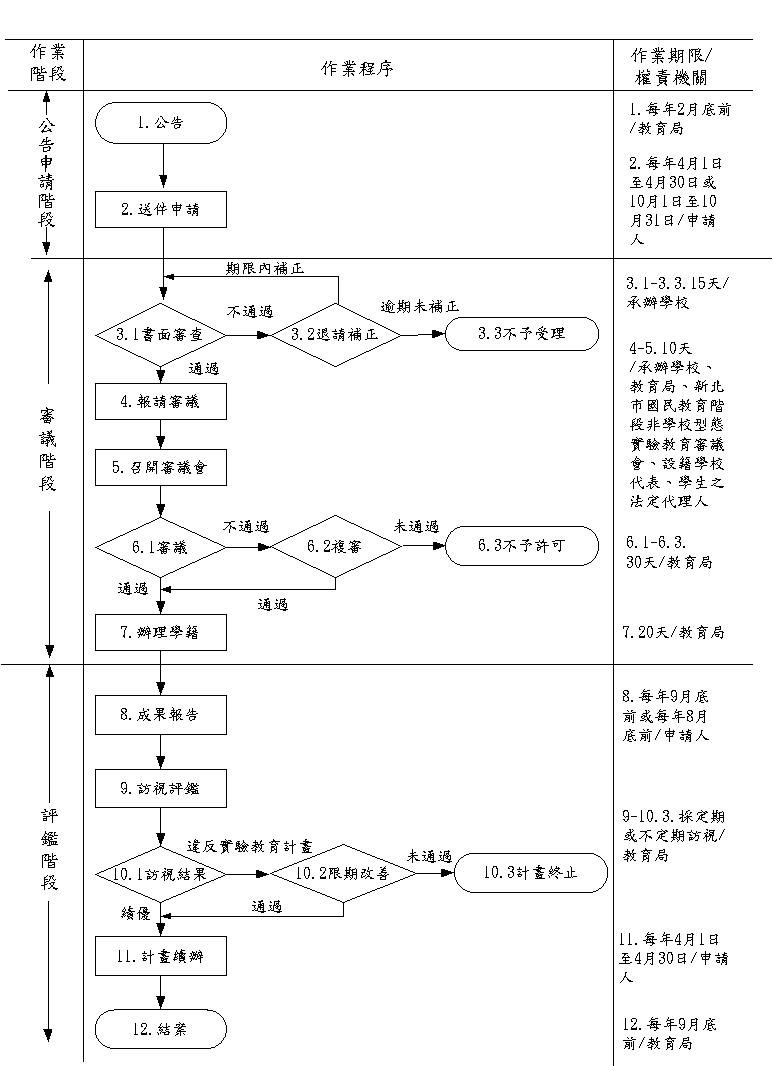 作業
階段
作業程序
作業期限/
權責機關
公告申請階段
1.公告
1.每年2月底前
/教育局
2.送件申請
2.每年4月1日
至4月30日或
10月1日至10
月31日/申請
人
審議階段
期限內補正
不通過
逾期未補正
3.1書面審查
3.2退請補正
3.3不予受理
3.1-3.3.15天/
承辦學校
通過
4.報請審議
5.召開審議會
4-5.10天
/承辦學校、
教育局、新北
市國民教育階
段非學校型態
實驗教育審議
會、設籍學校
代表、學生之
法定代理人
不通過
未通過
6.1審議
6.2複審
6.3不予許可
6.1-6.3.
30天/教育局
通過
通過
7.辦理學籍
7.20天/教育局
評鑑階段
8.成果報告
8.每年9月底
前或每年8月
底前/申請人
9.訪視評鑑
違反實驗教育計畫
未通過
10.1訪視結果
10.2限期改善
10.3計畫終止
9-10.3.採定期
或不定期訪視/
教育局
績優
通過
11.計畫續辦
11.每年4月1日
至4月30日/申請
人
12.結案
12.每年9月底
前/教育局